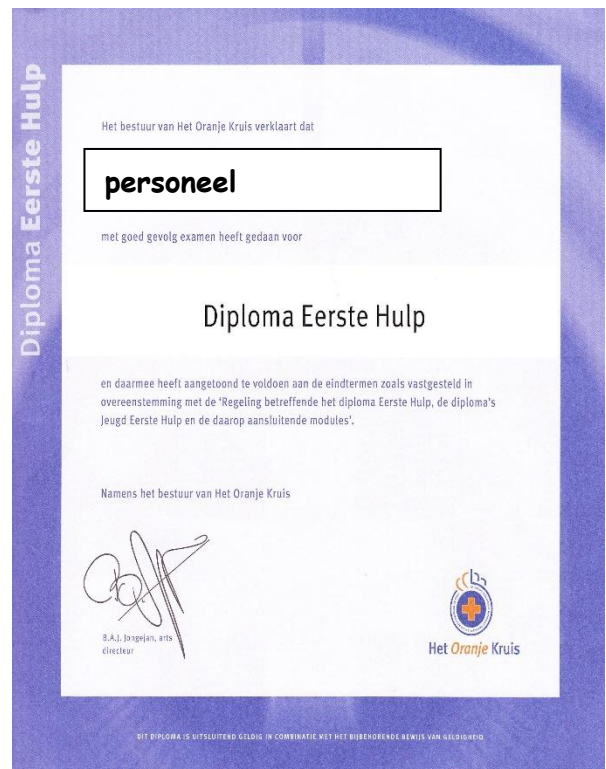 Diploma Eerste Hulp
Het bestuur van Het Oranje Kruis verklaart dat
personeel
met goed gevolg examen heeft gedaan voor
Diploma Eerste Hulp
en daarmee heeft aangetoond te voldoen aan de eindtermen zoals vastgesteld in
overeenstemming met de 'Regeling betreffende het diploma Eerste Hulp, de diploma's
Jeugd Eerste Hulp en de daarop aansluitende modules'.
Namens het bestuur van Het Oranje Kruis
B.A.J. Jongejan, arts
directeur
Het Oranje Kruis
DIT DIPLOMA IS UITSLUITEND GELDIG IN COMBINATIE MET HET BIJBEHORENDE BEWIJS VAN GELDIGHEID